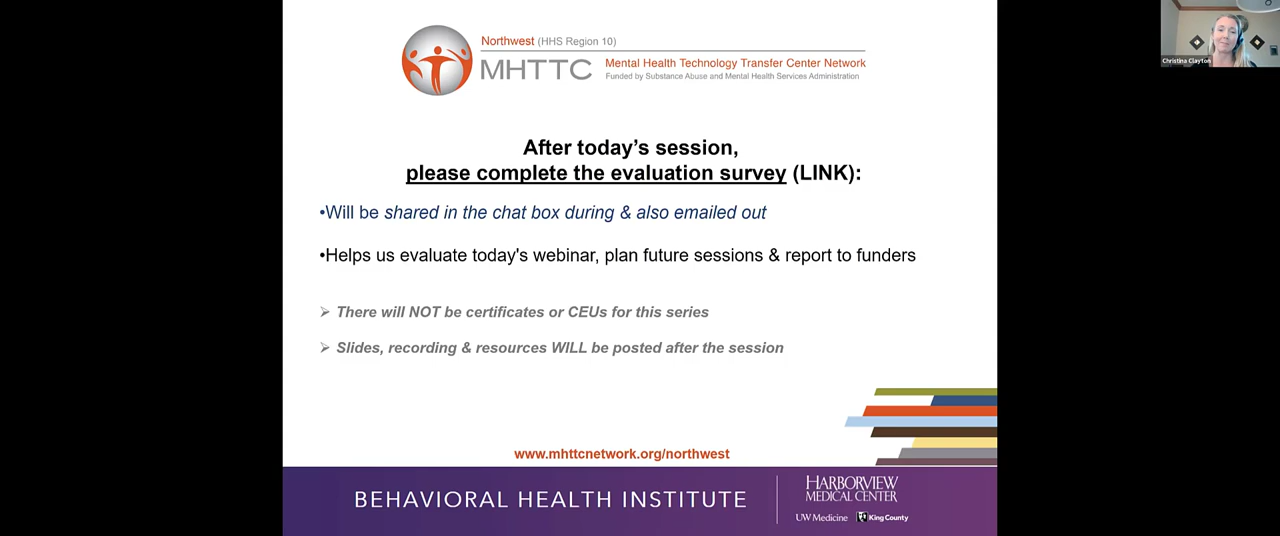 Northwest (HHS Region 10)
MHTTC
Mental Health Technology Transfer Center Network
Funded by Substance Abuse and Mental Health Services Administration
Christina Clayton
After today's session,
please complete the evaluation survey (LINK):
•Will be shared in the chat box during & also emailed out
•Helps us evaluate today's webinar, plan future sessions & report to funders
➢ There will NOT be certificates or CEUs for this series
➢ Slides, recording & resources WILL be posted after the session
www.mhttcnetwork.org/northwest
BEHAVIORAL HEALTH INSTITUTE
HARBORVIEW
MEDICAL CENTER
UW Medicine
King County